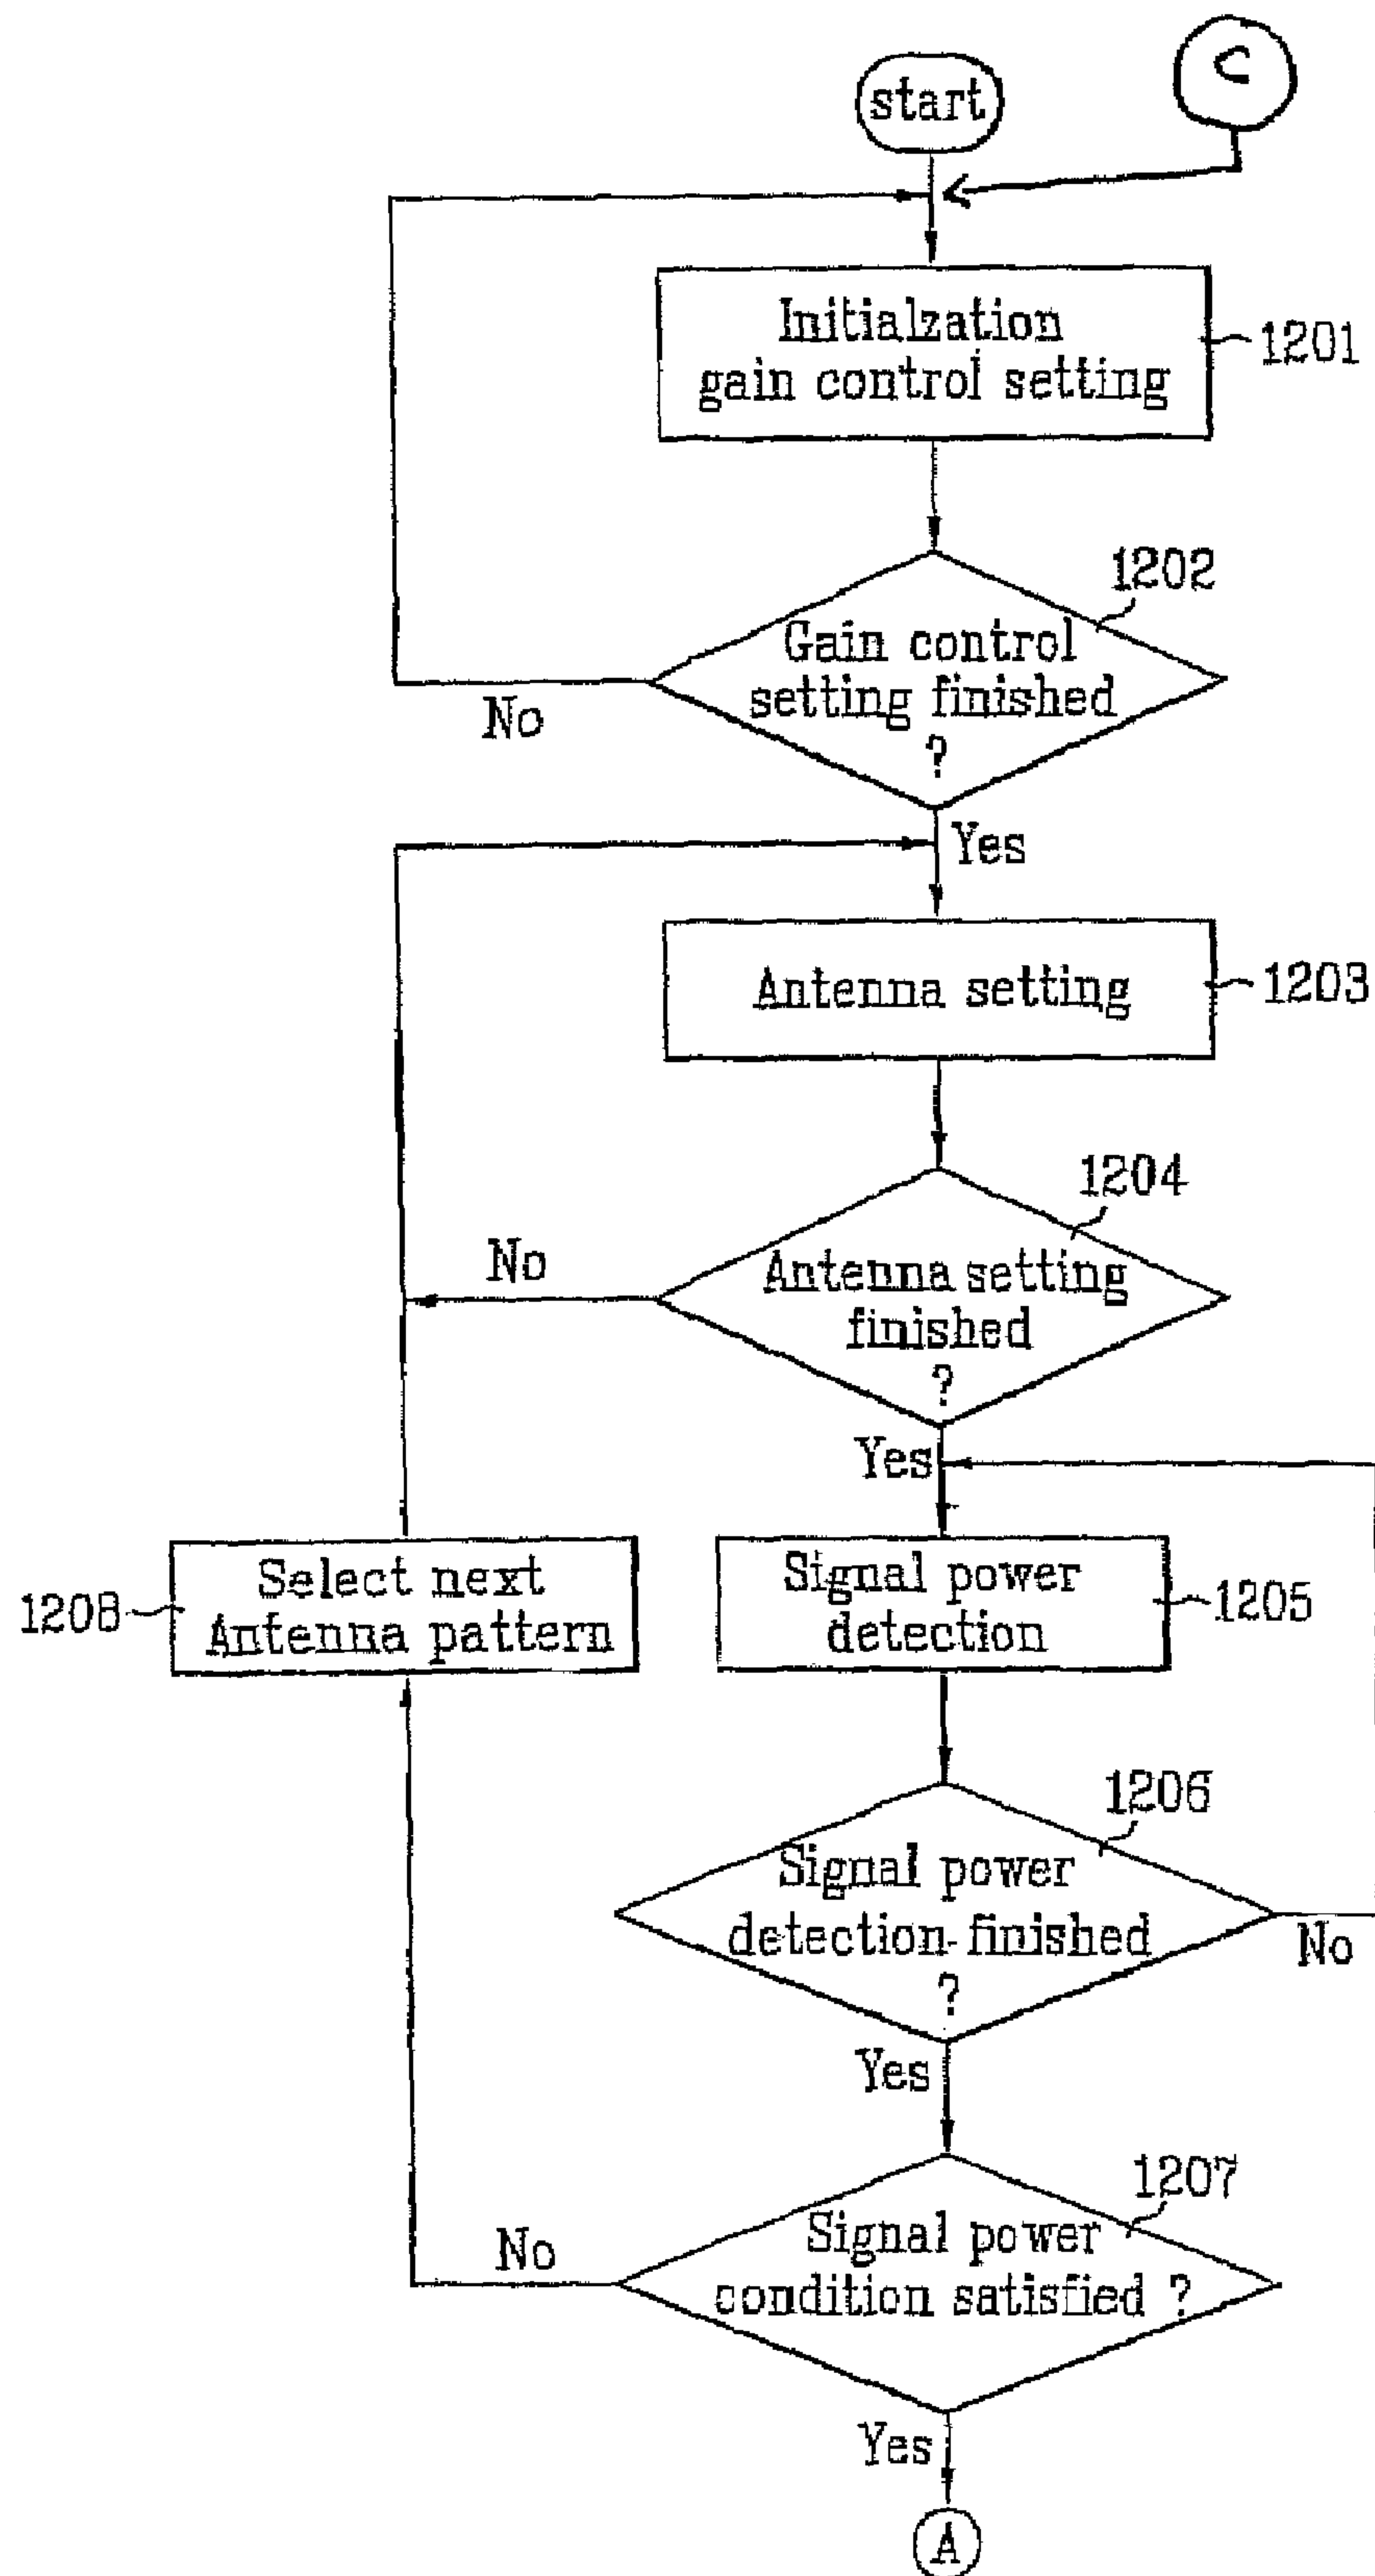 start
C
Initialzation
gain control setting
1201
1202
Gain control
setting finished
?
No
Yes
Antenna setting
1203
1204
No
Antenna setting
finished
?
Yes
Select next
Antenna pattern
1208
Signal power
detection
1205
1206
Signal power
detection finished
?
No
Yes
1207
Signal power
condition satisfied ?
No
Yes
A